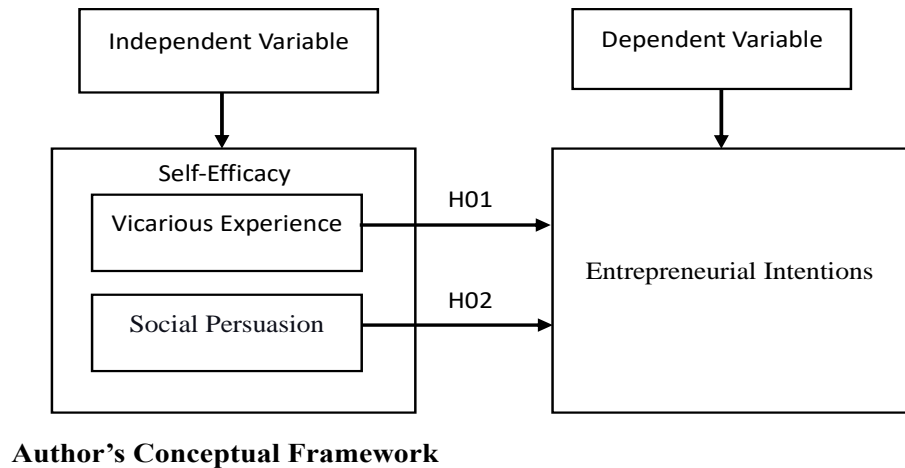 Independent Variable
Dependent Variable
Self-Efficacy
Vicarious Experience
H01
Social Persuasion
H02
Entrepreneurial Intentions
Author’s Conceptual Framework